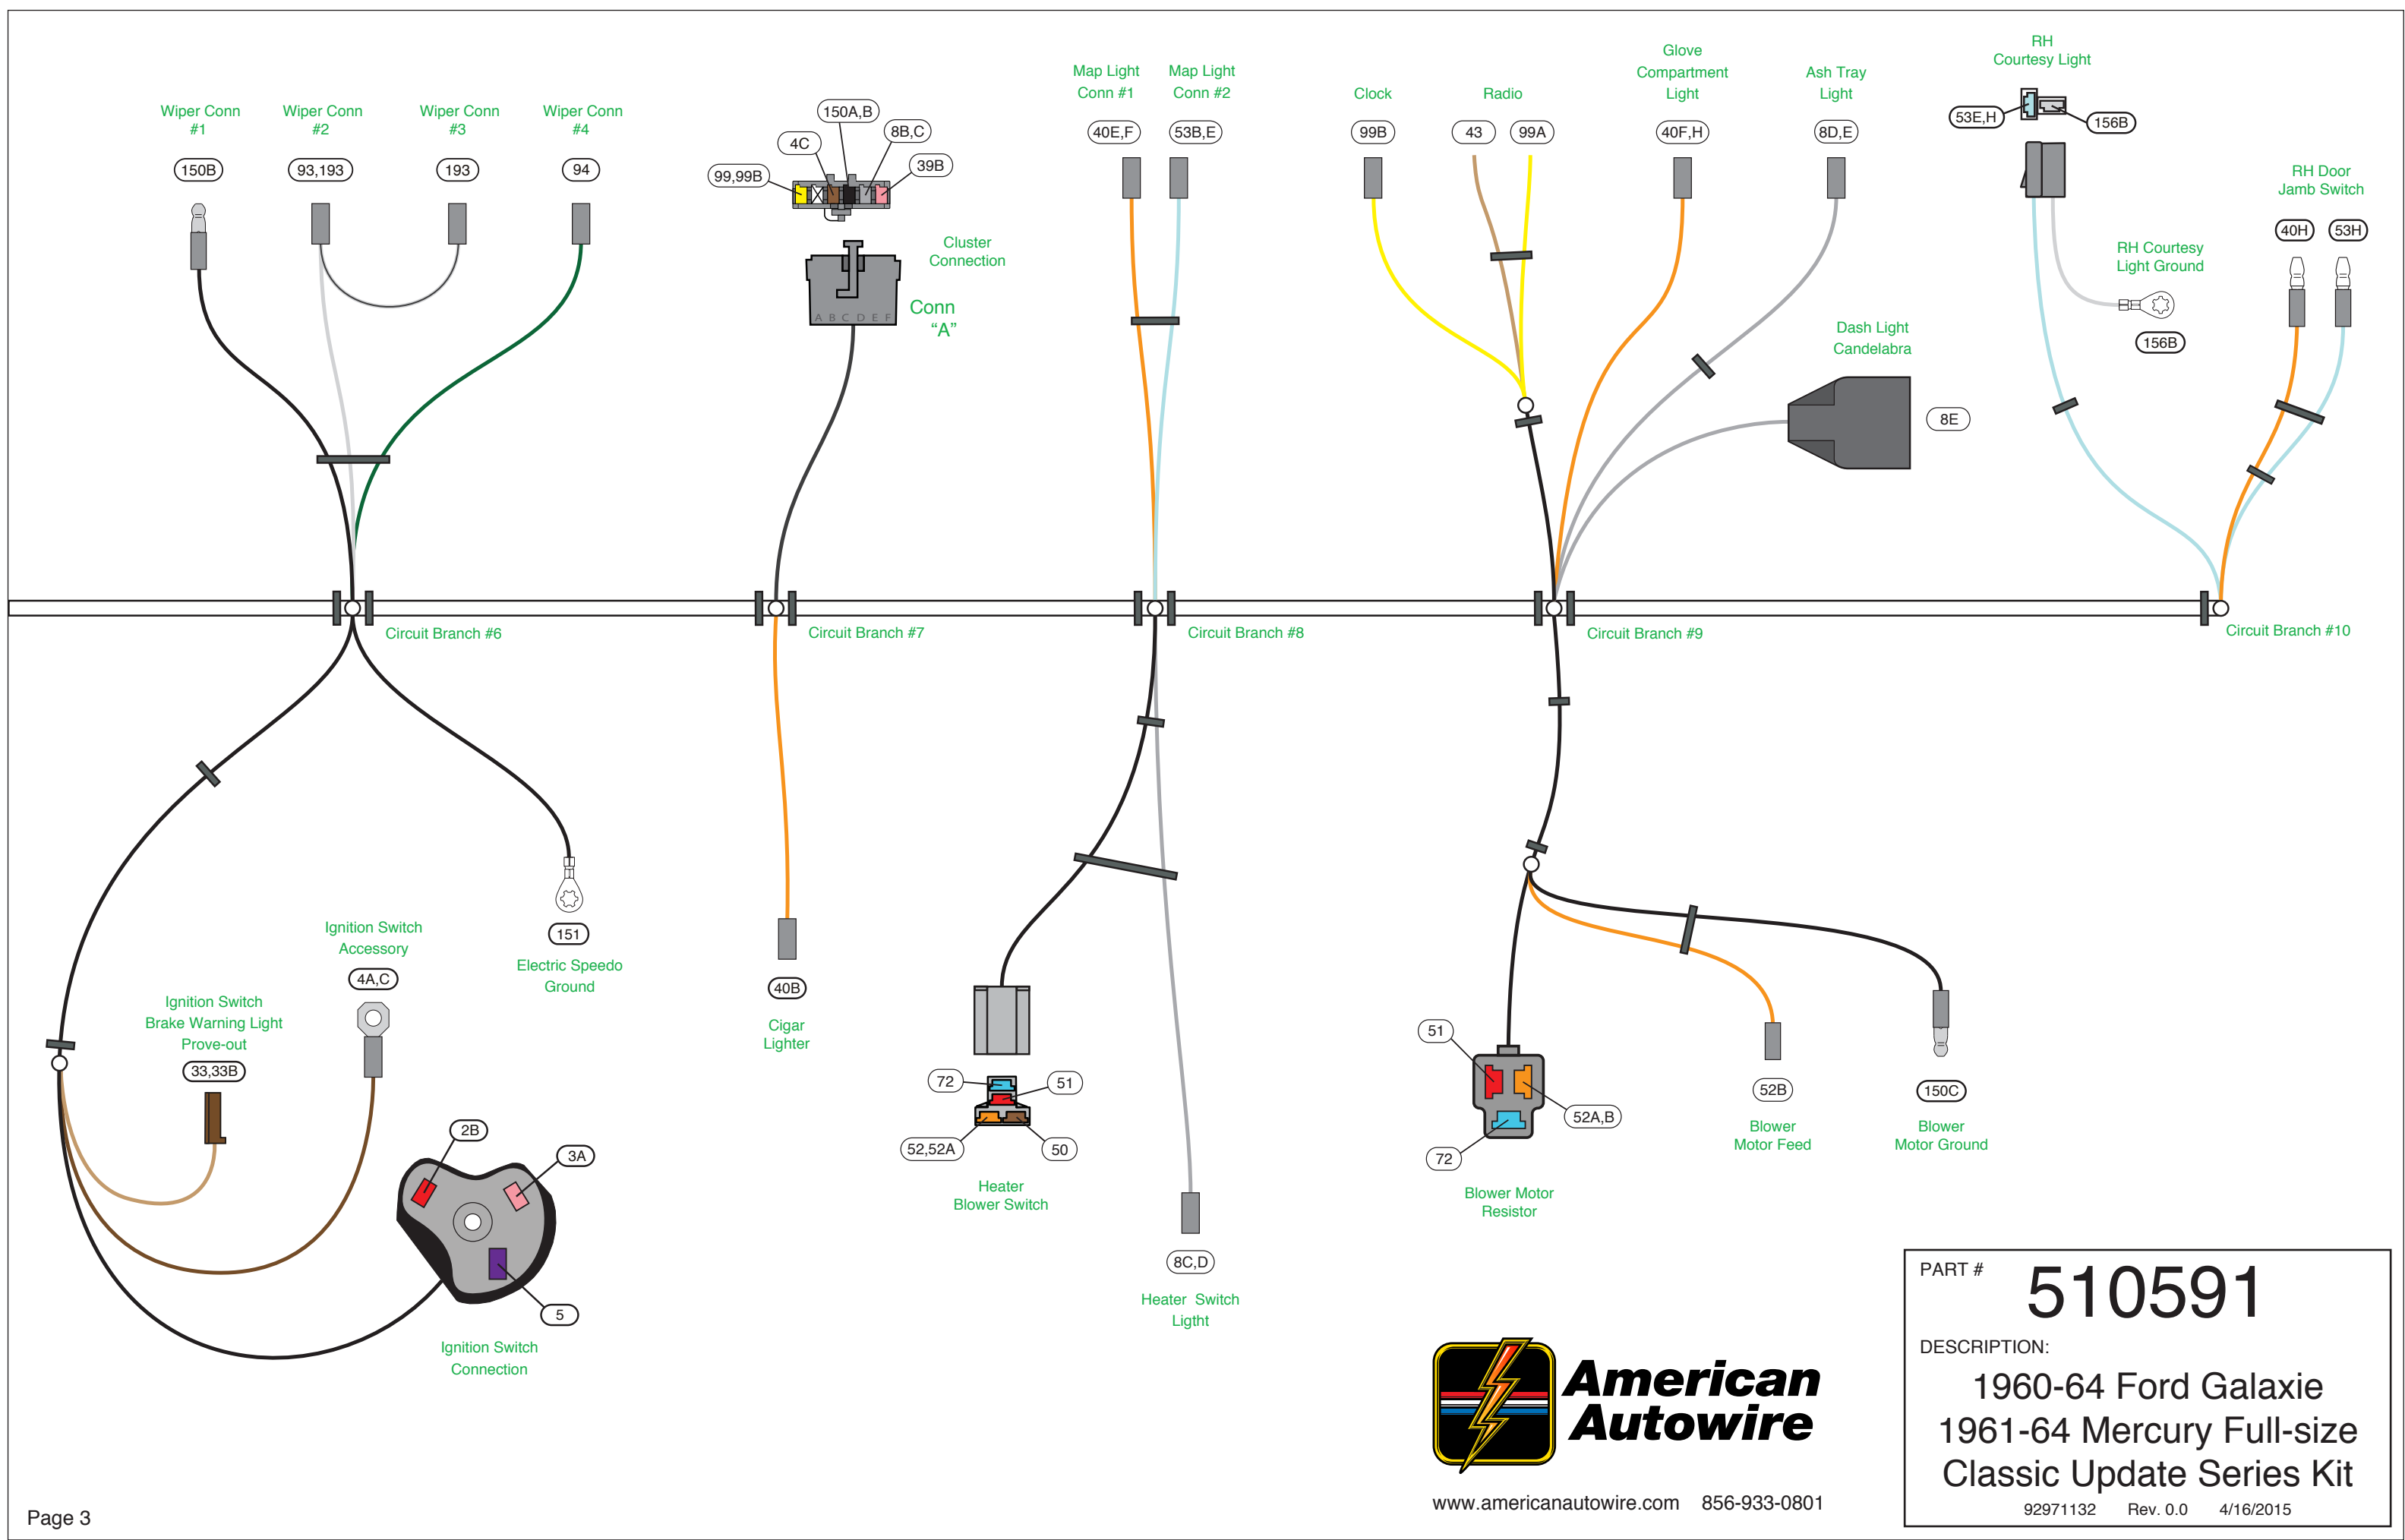 Wiper Conn
#1
150B
Wiper Conn
#2
93,193
Wiper Conn
#3
193
Wiper Conn
#4
94
150A,B
4C
8B,C
99,99B
39B
Cluster
Connection
A B C D E F
Conn
“A”
Map Light
Conn #1
40E,F
Map Light
Conn #2
53B,E
Clock
99B
Radio
43
99A
Glove
Compartment
Light
40F,H
Ash Tray
Light
8D,E
Dash Light
Candelabra
8E
RH
Courtesy Light
53E,H
156B
RH Courtesy
Light Ground
156B
RH Door
Jamb Switch
40H
53H
Circuit Branch #6
Circuit Branch #7
Circuit Branch #8
Circuit Branch #9
Circuit Branch #10
Ignition Switch
Brake Warning Light
Prove-out
33,33B
Ignition Switch
Accessory
4A,C
151
Electric Speedo
Ground
2B
3A
5
Ignition Switch
Connection
40B
Cigar
Lighter
72
51
52,52A
50
Heater
Blower Switch
8C,D
Heater Switch
Ligtht
51
52A,B
72
Blower Motor
Resistor
52B
Blower
Motor Feed
150C
Blower
Motor Ground
American
Autowire
www.americanautowire.com 856-933-0801
PART # 510591
DESCRIPTION:
1960-64 Ford Galaxie
1961-64 Mercury Full-size
Classic Update Series Kit
92971132 Rev. 0.0 4/16/2015
Page 3